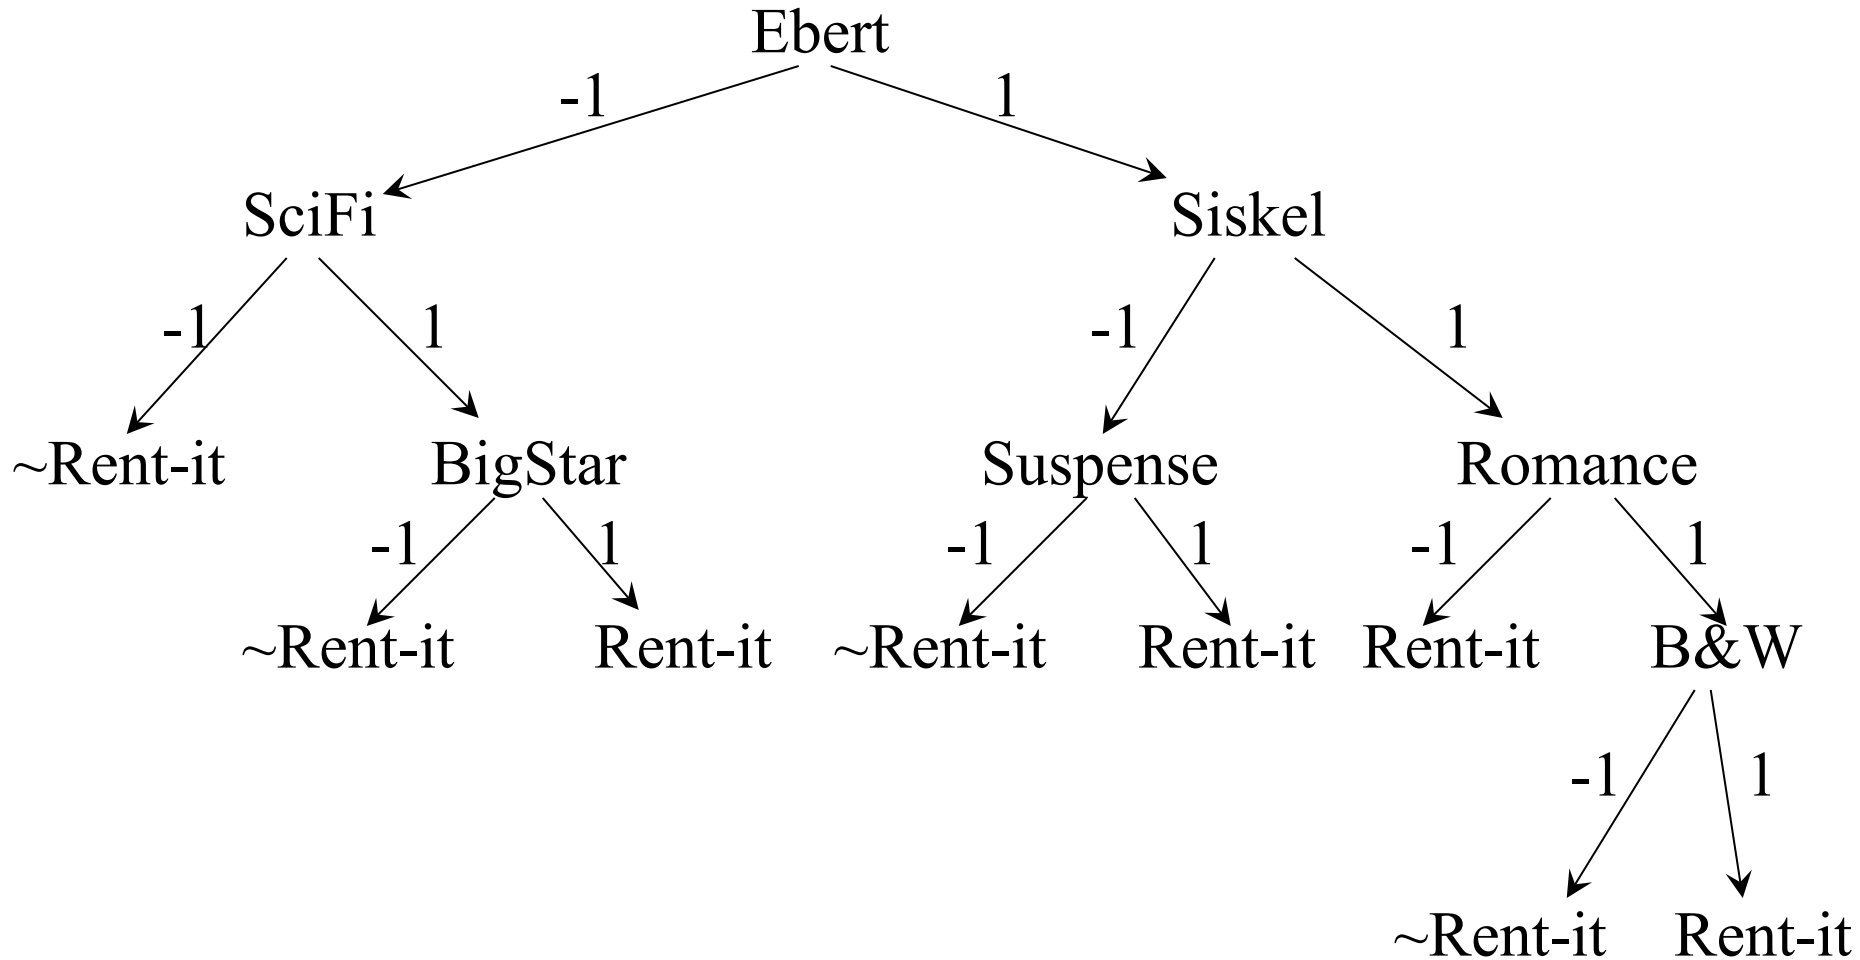 Ebert
-1 1
SciFi Siskel
-1 1 -1 1
~Rent-it BigStar Suspense Romance
-1 1 -1 1 -1 1
~Rent-it Rent-it ~Rent-it Rent-it Rent-it B&W
-1 1
~Rent-it Rent-it